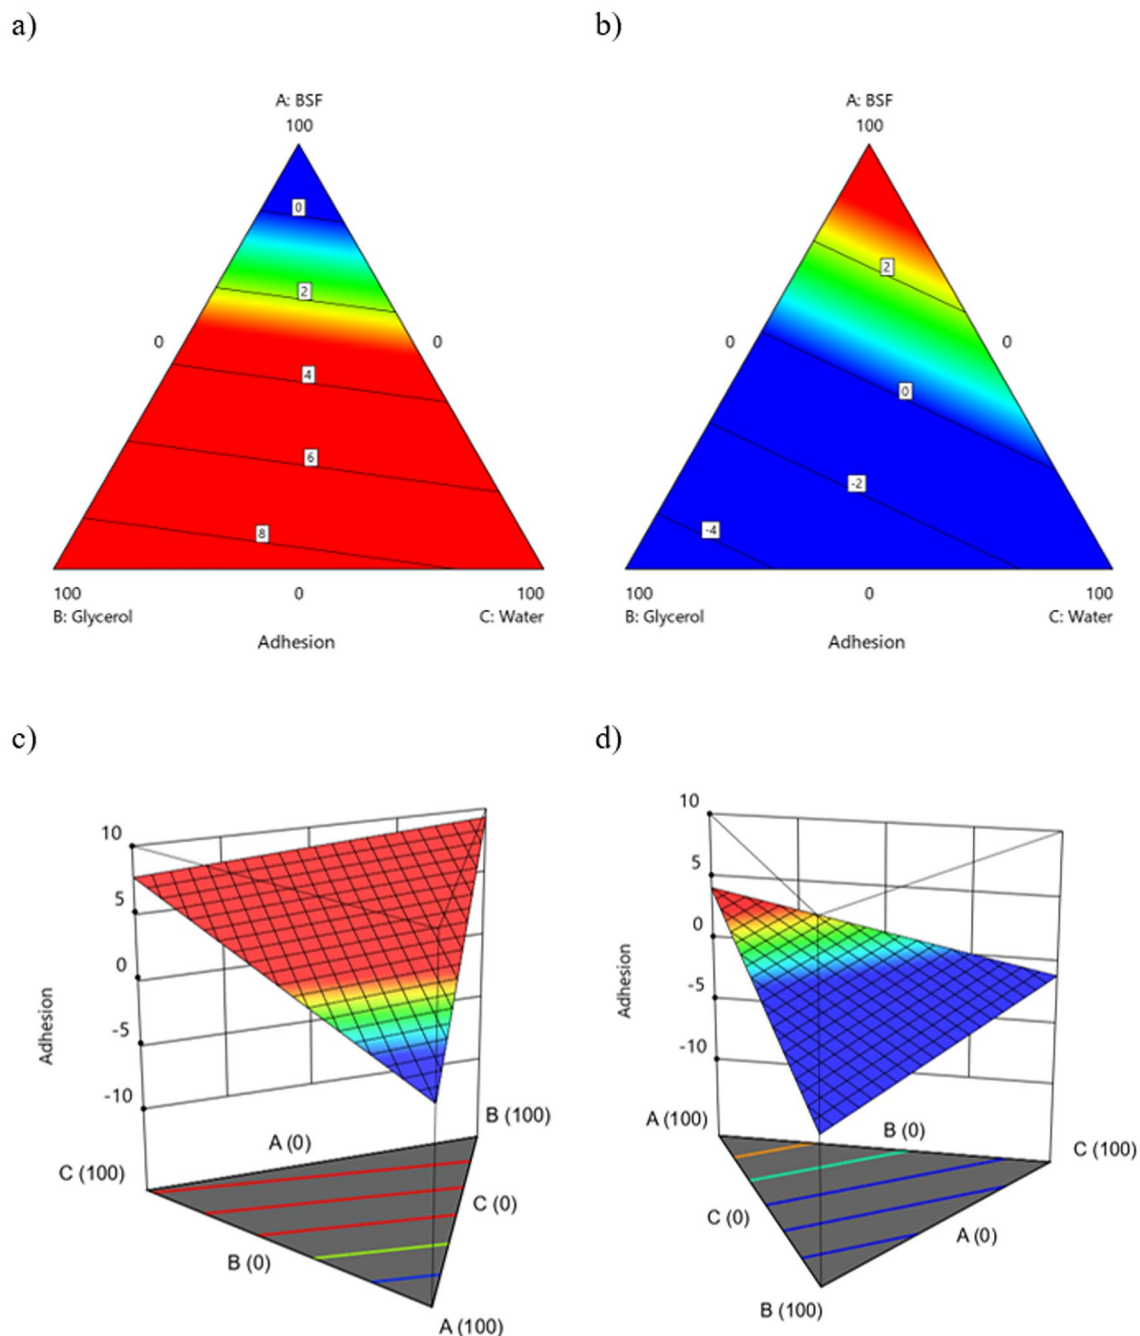 a)
A: BSF
100
0
2
0
0
4
6
8
100
0
100
B: Glycerol
C: Water
Adhesion
b)
A: BSF
100
2
0
0
0
-2
-4
100
0
100
B: Glycerol
C: Water
Adhesion
c)
10
5
0
-5
-10
Adhesion
B (100)
A (0)
C (100)
C (0)
B (0)
A (100)
d)
10
5
0
-5
-10
Adhesion
A (100)
B (0)
C (100)
C (0)
A (0)
B (100)